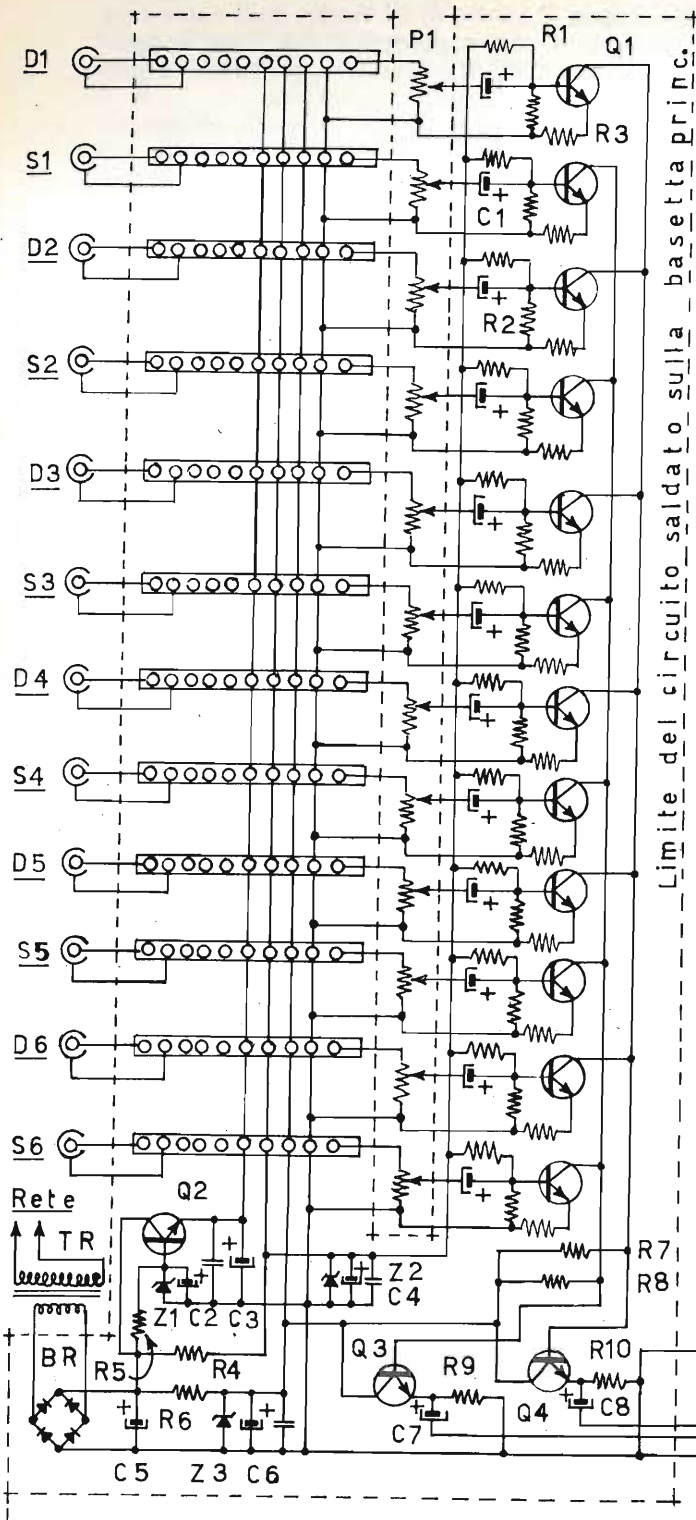 P1
R1
Q1
D1
R3
S1
C1
D2
R2
S2
D3
S3
D4
S4
D5
S5
D6
S6
Limite del circuito saldato sulla basetta princ.
Rete
TR
Q2
+
Z1
C2
+
C3
+
Z2
C4
R7
R8
BR
R5
R4
Q3
R9
Q4
R10
+
R6
+
C5
Z3
C6
+
C7
+
C8